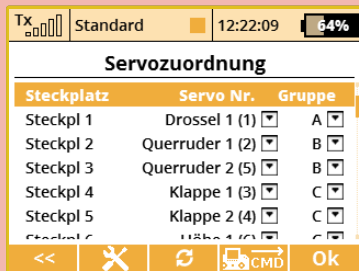 Tx Standard 12:22:09 64%
Servozuordnung
Steckplatz Servo Nr. Gruppe
Steckpl 1 Drossel 1 (1) A
Steckpl 2 Querruder 1 (2) B
Steckpl 3 Querruder 2 (5) B
Steckpl 4 Klappe 1 (3) C
Steckpl 5 Klappe 2 (4) C
<< CMD Ok